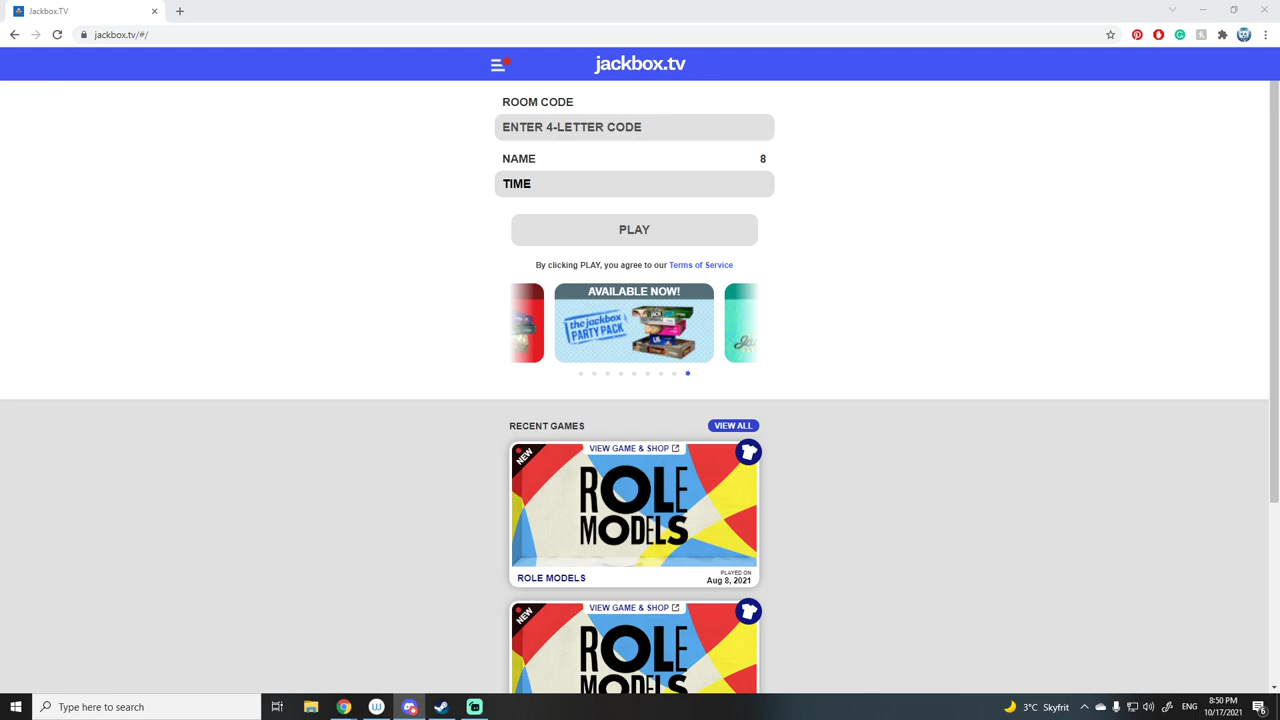 Jackbox.TV
jackbox.tv/#/
jackbox.tv
ROOM CODE
ENTER 4-LETTER CODE
NAME 8
TIME
PLAY
By clicking PLAY, you agree to our Terms of Service
AVAILABLE NOW!
the jackbox
PARTY PACK
RECENT GAMES VIEW ALL
NEW
VIEW GAME & SHOP
ROLE
MODELS
PLAYED ON
ROLE MODELS Aug 8, 2021
NEW
VIEW GAME & SHOP
ROLE
MODELS
Type here to search
3°C Skyfrit
ENG
8:50 PM
10/17/2021
6